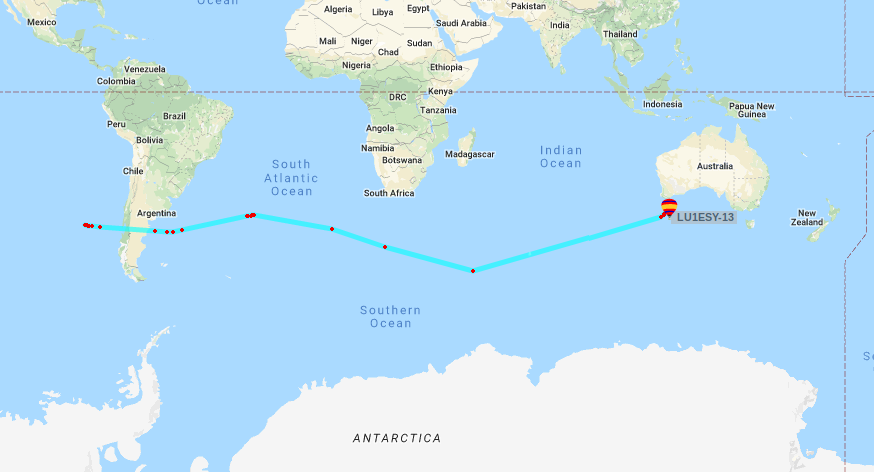 Ocean
Mexico
Algeria
Libya
Egypt
Saudi Arabia
Pakistan
India
Thailand
Mali
Niger
Sudan
Chad
Nigeria
Ethiopia
Venezuela
Colombia
DRC
Kenya
Tanzania
Indonesia
Papua New
Guinea
Peru
Brazil
Bolivia
Angola
Namibia
Botswana
Madagascar
Indian
Ocean
South
Atlantic
Ocean
Australia
Chile
South Africa
Argentina
LU1ESY-13
New
Zealand
Southern
Ocean
ANTARCTICA